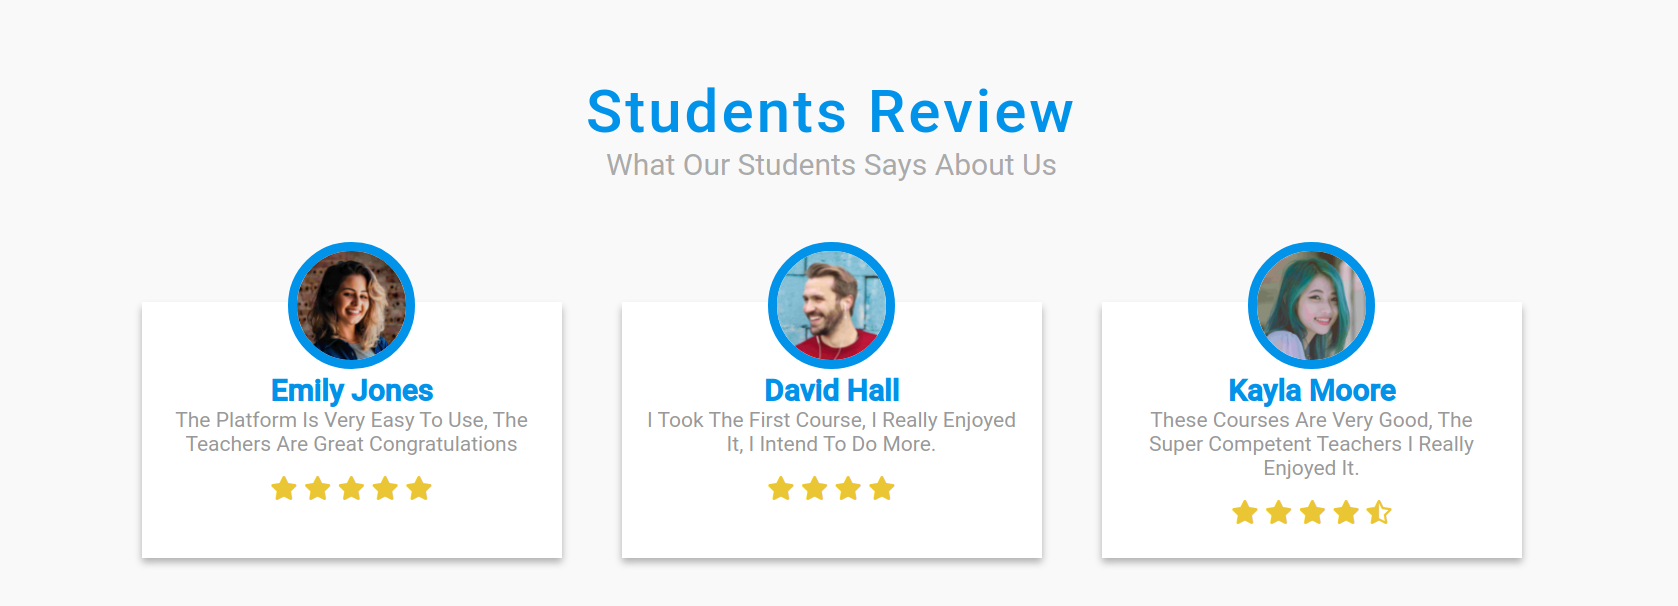 Students Review
What Our Students Says About Us
Emily Jones
The Platform Is Very Easy To Use, The
Teachers Are Great Congratulations
David Hall
I Took The First Course, I Really Enjoyed
It, I Intend To Do More.
Kayla Moore
These Courses Are Very Good, The
Super Competent Teachers I Really
Enjoyed It.